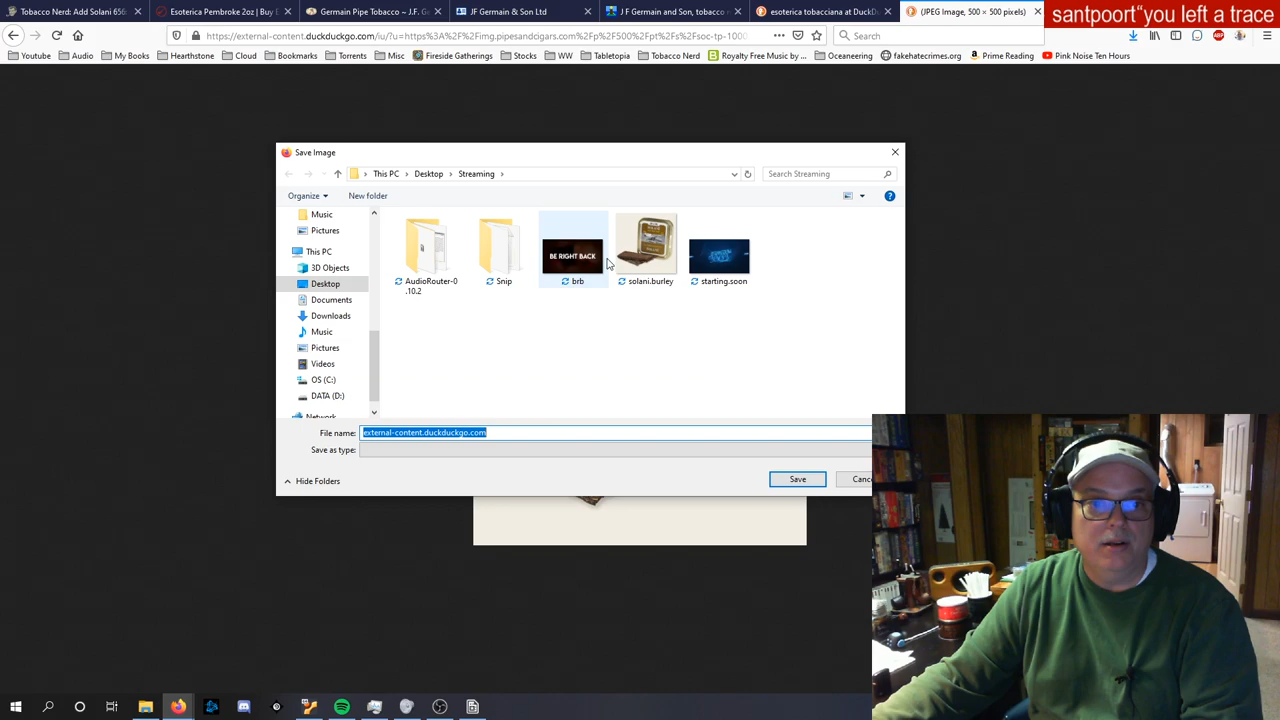 Tobacco Nerd: Add Solani 656
Esoterica Pembroke 2oz | Buy E
Germain Pipe Tobacco ~ J.F. Ge
JF Germain & Son Ltd
J F Germain and Son, tobacco m
esoterica tobacciana at DuckDu
(JPEG Image, 500 × 500 pixels)
santpoort“you left a trace
https://external-content.duckduckgo.com/iu/?u=https%3A%2F%2Fimg.pipesandcigars.com%2Fp%2F500%2Fpt%2Fs%2Fsoc-tp-1000
Search
Youtube
Audio
My Books
Hearthstone
Cloud
Bookmarks
Torrents
Misc
Fireside Gatherings
Stocks
WW
Tabletopia
Tobacco Nerd
Royalty Free Music by ...
Oceaneering
fakehatecrimes.org
Prime Reading
Pink Noise Ten Hours
Save Image
This PC > Desktop > Streaming >
Search Streaming
Organize
New folder
Music
Pictures
This PC
3D Objects
Desktop
Documents
Downloads
Music
Pictures
Videos
OS (C:)
DATA (D:)
Network
AudioRouter-0
.10.2
Snip
BE RIGHT BACK
brb
solani.burley
starting.soon
File name:
external-content.duckduckgo.com
Save as type:
Hide Folders
Save
Canc